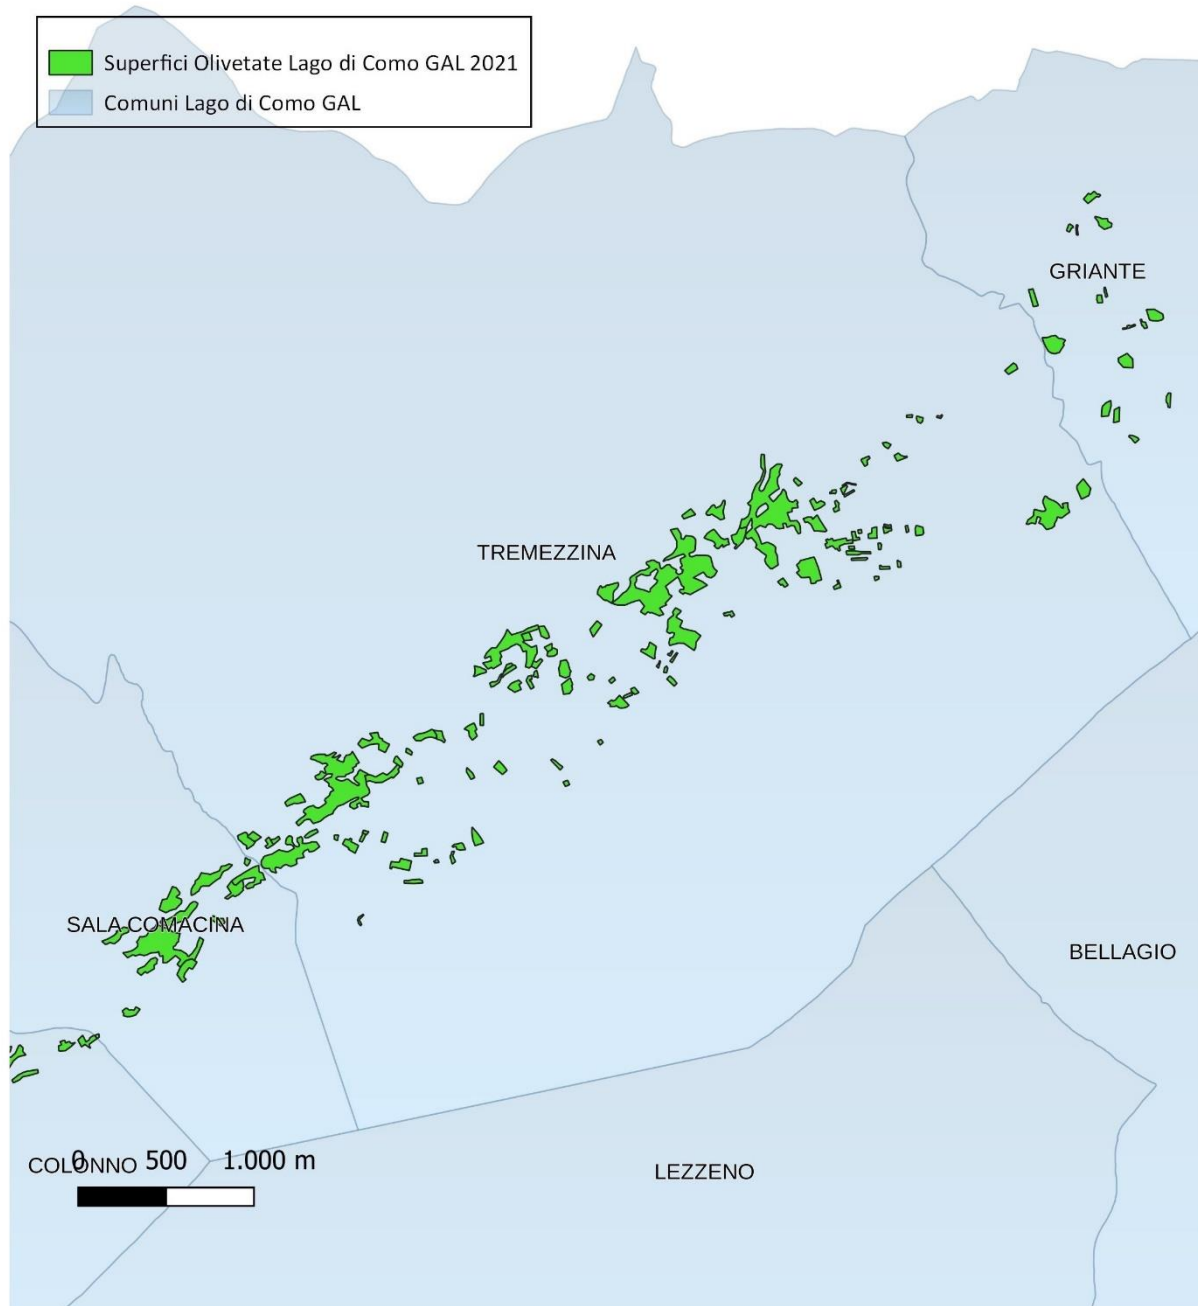 Superfici Olivetate Lago di Como GAL 2021
Comuni Lago di Como GAL
GRIANTE
TREMEZZINA
SALA COMACINA
BELLAGIO
COLONNO
0 500 1.000 m
LEZZENO